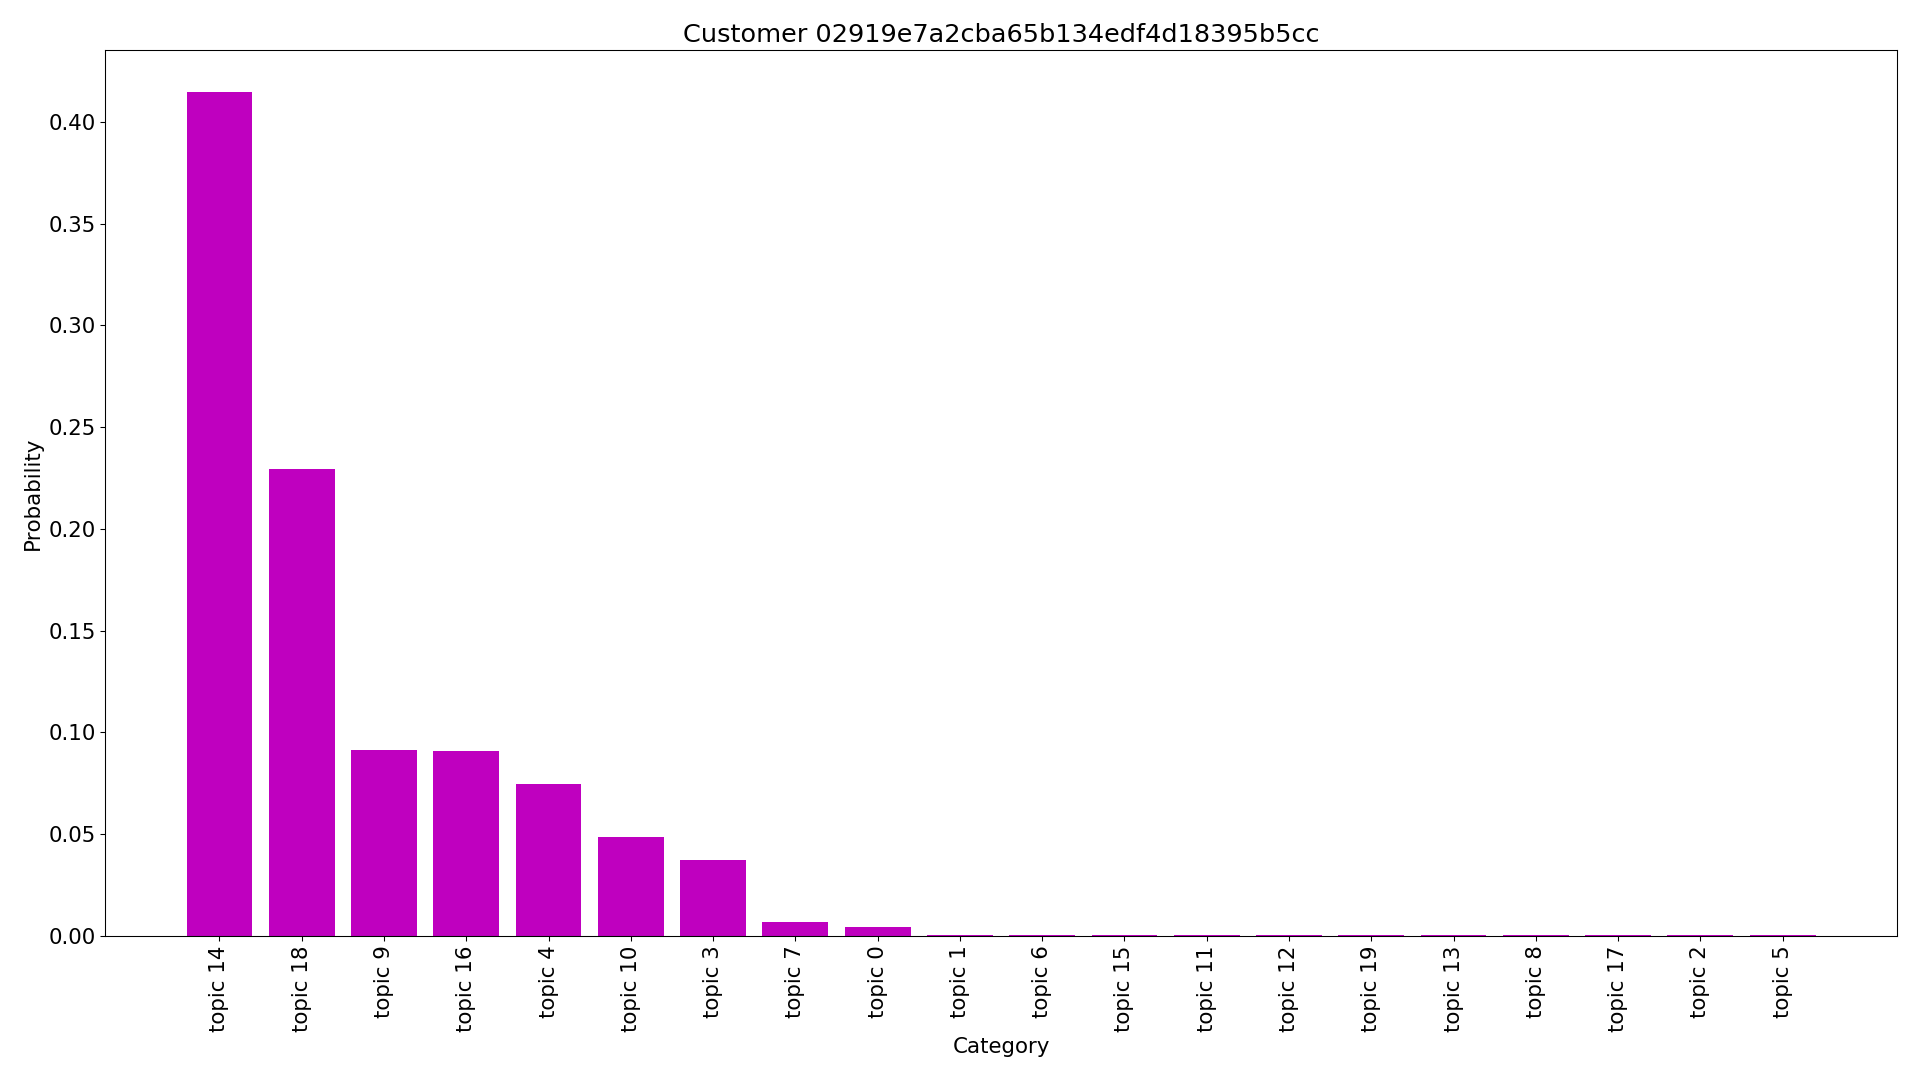 Customer 02919e7a2cba65b134edf4d18395b5cc
Probability
0.40
0.35
0.30
0.25
0.20
0.15
0.10
0.05
0.00
topic 14
topic 18
topic 9
topic 16
topic 4
topic 10
topic 3
topic 7
topic 0
topic 1
topic 6
topic 15
topic 11
topic 12
topic 19
topic 13
topic 8
topic 17
topic 2
topic 5
Category